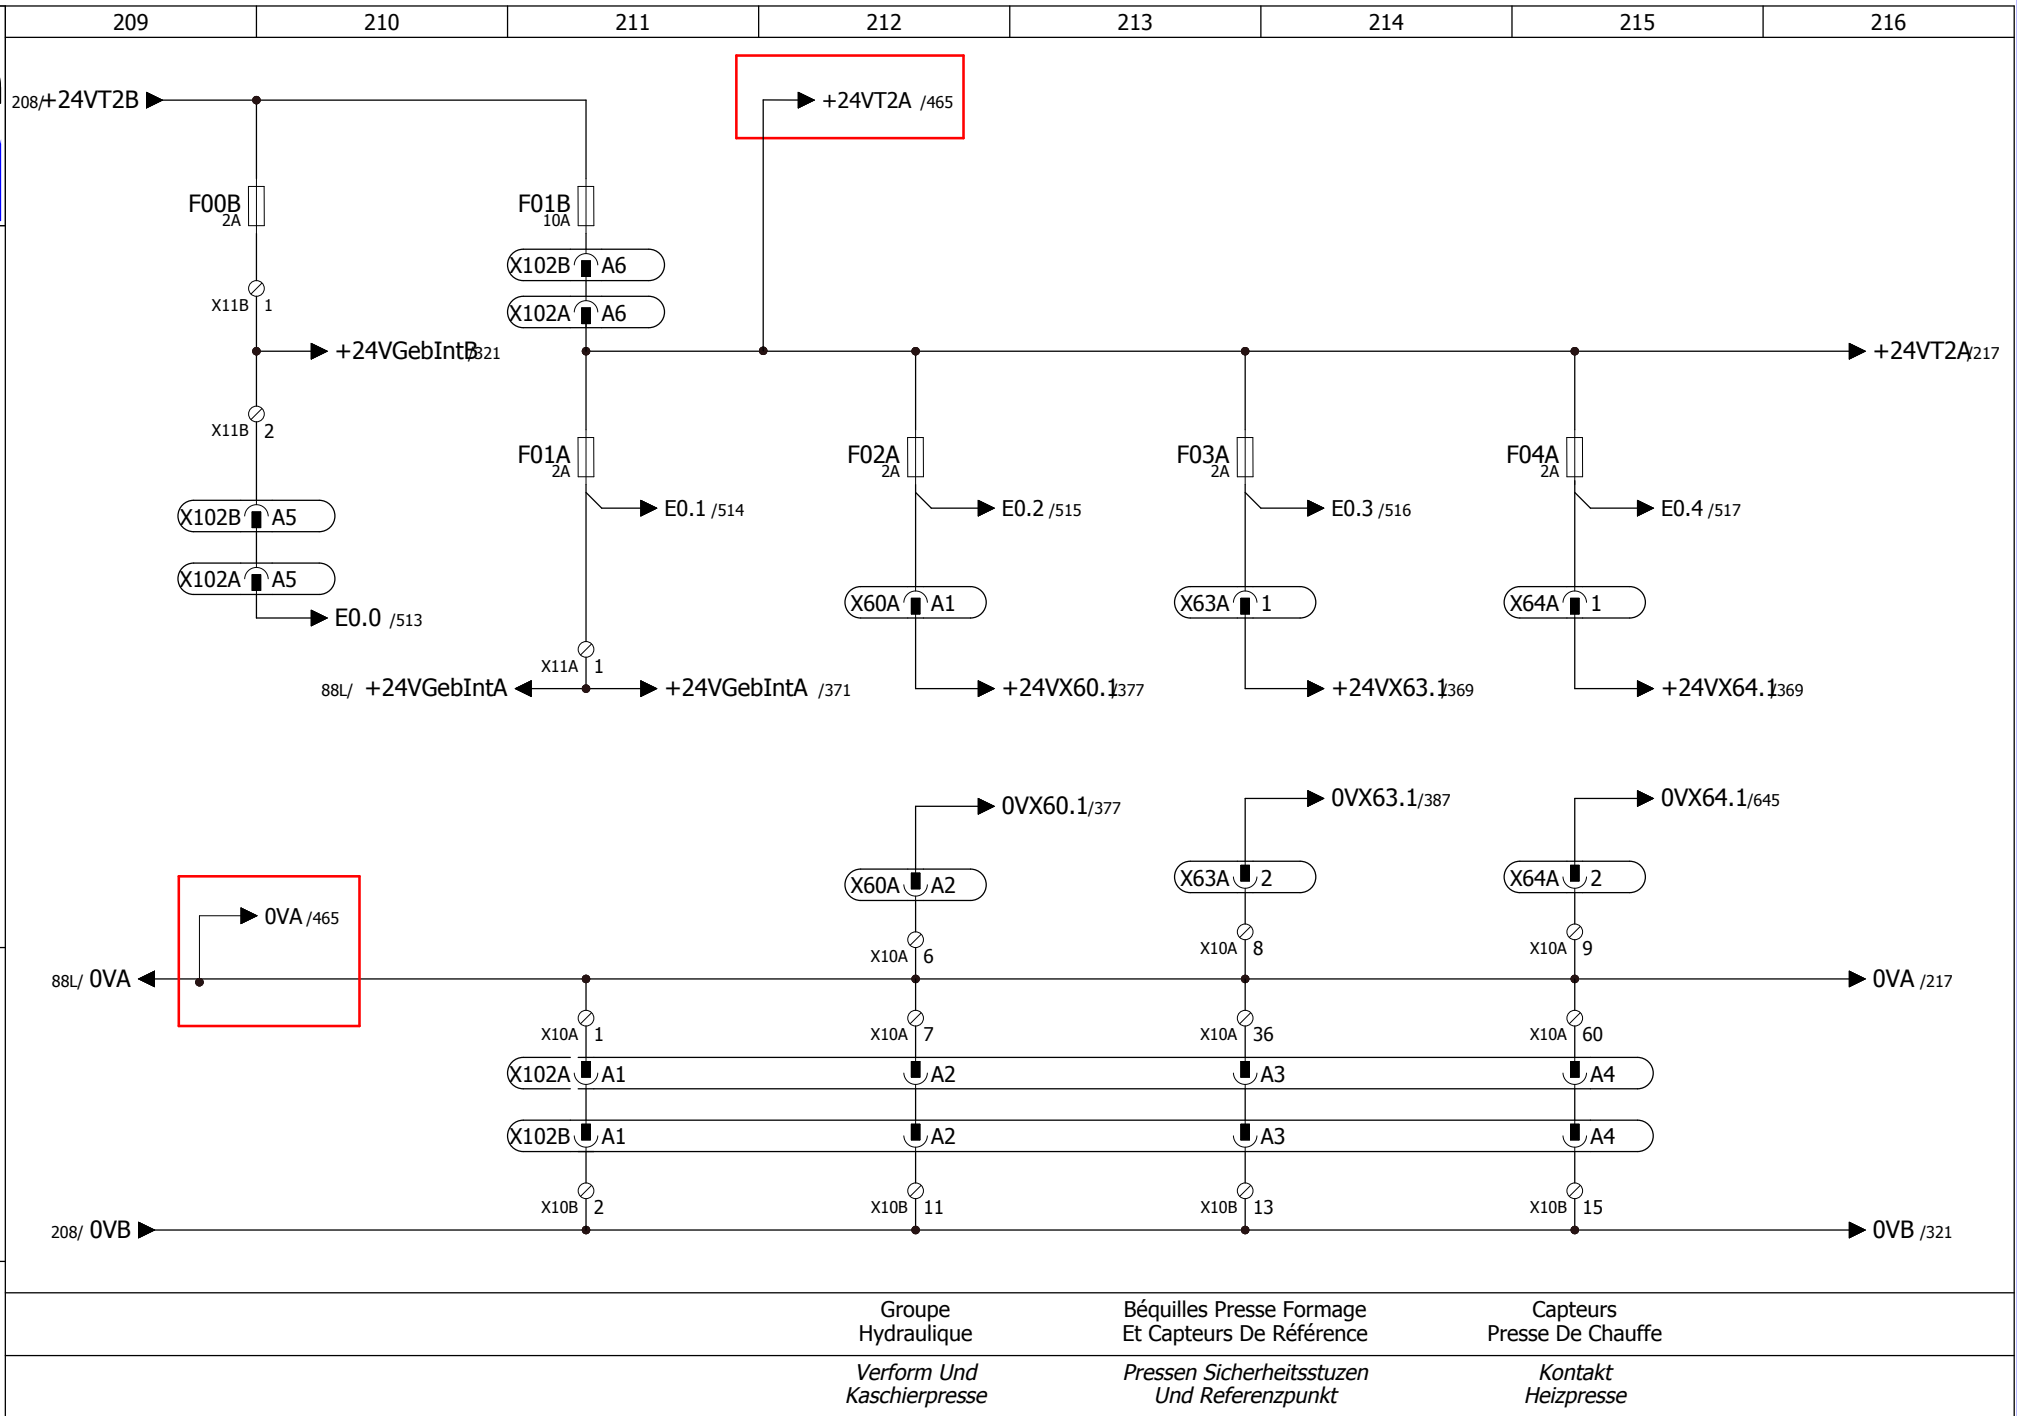 209 210 211 212 213 214 215 216
208/+24VT2B
+24VT2A /465
F00B
2A
F01B
10A
X102B A6
X11B 1
X102A A6
+24VGebIntB/321
+24VT2A/217
X11B 2
F01A
2A
F02A
2A
F03A
2A
F04A
2A
E0.1 /514
E0.2 /515
E0.3 /516
E0.4 /517
X102B A5
X102A A5
X60A A1
X63A 1
X64A 1
E0.0 /513
X11A 1
88L/ +24VGebIntA
+24VGebIntA /371
+24VX60.1/377
+24VX63.1/369
+24VX64.1/369
0VX60.1/377
0VX63.1/387
0VX64.1/645
X60A A2
X63A 2
X64A 2
0VA /465
X10A 6
X10A 8
X10A 9
88L/ 0VA
0VA /217
X10A 1
X10A 7
X10A 36
X10A 60
X102A A1 A2 A3 A4
X102B A1 A2 A3 A4
X10B 2
X10B 11
X10B 13
X10B 15
208/ 0VB
0VB /321
Groupe
Hydraulique
Béquilles Presse Formage
Et Capteurs De Référence
Capteurs
Presse De Chauffe
Verform Und
Kaschierpresse
Pressen Sicherheitsstuzen
Und Referenzpunkt
Kontakt
Heizpresse